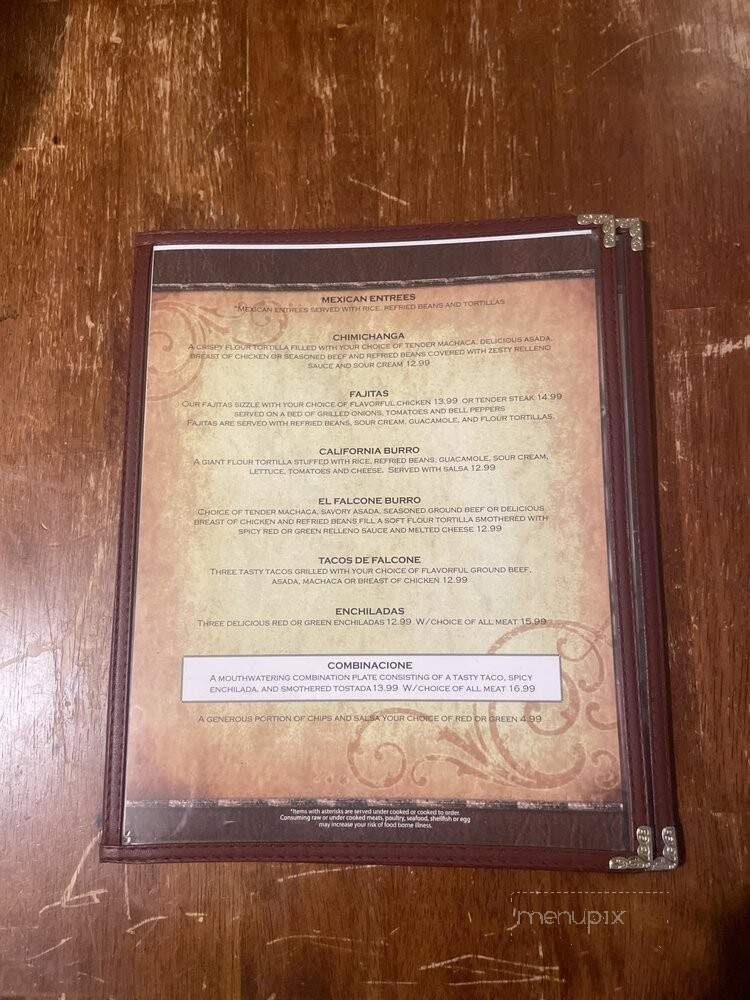 MEXICAN ENTREES
*MEXICAN ENTREES SERVED WITH RICE, REFRIED BEANS AND TORTILLAS
CHIMICHANGA
A CRISPY FLOUR TORTILLA FILLED WITH YOUR CHOICE OF TENDER MACHACA, DELICIOUS ASADA,
BREAST OF CHICKEN OR SEASONED BEEF AND REFRIED BEANS COVERED WITH ZESTY RELLENO
SAUCE AND SOUR CREAM 12.99
FAJITAS
OUR FAJITAS SIZZLE WITH YOUR CHOICE OF FLAVORFUL CHICKEN 13.99 OR TENDER STEAK 14.99
SERVED ON A BED OF GRILLED ONIONS, TOMATOES AND BELL PEPPERS
FAJITAS ARE SERVED WITH REFRIED BEANS, SOUR CREAM, GUACAMOLE, AND FLOUR TORTILLAS.
CALIFORNIA BURRO
A GIANT FLOUR TORTILLA STUFFED WITH RICE, REFRIED BEANS, GUACAMOLE, SOUR CREAM,
LETTUCE, TOMATOES AND CHEESE. SERVED WITH SALSA 12.99
EL FALCONE BURRO
CHOICE OF TENDER MACHACA, SAVORY ASADA, SEASONED GROUND BEEF OR DELICIOUS
BREAST OF CHICKEN AND REFRIED BEANS FILL A SOFT FLOUR TORTILLA SMOTHERED WITH
SPICY RED OR GREEN RELLENO SAUCE AND MELTED CHEESE 12.99
TACOS DE FALCONE
THREE TASTY TACOS GRILLED WITH YOUR CHOICE OF FLAVORFUL GROUND BEEF,
ASADA, MACHACA OR BREAST OF CHICKEN 12.99
ENCHILADAS
THREE DELICIOUS RED OR GREEN ENCHILADAS 12.99 W/CHOICE OF ALL MEAT 15.99
COMBINACIONE
A MOUTHWATERING COMBINATION PLATE CONSISTING OF A TASTY TACO, SPICY
ENCHILADA, AND SMOTHERED TOSTADA 13.99 W/CHOICE OF ALL MEAT 16.99
A GENEROUS PORTION OF CHIPS AND SALSA YOUR CHOICE OF RED OR GREEN 4.99
*Items with asterisks are served under cooked or cooked to order.
Consuming raw or under cooked meats, poultry, seafood, shellfish or egg
may increase your risk of food borne illness.
menupix